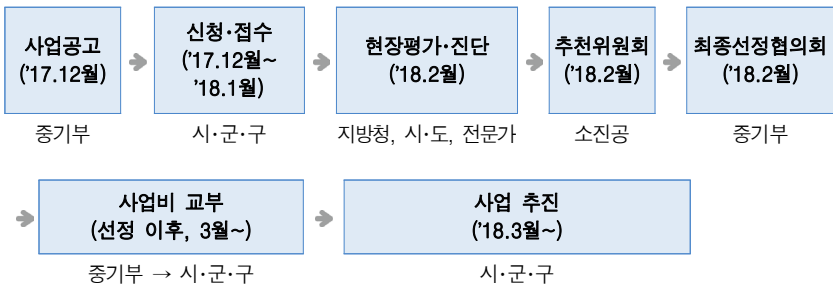 사업공고
('17.12월)
중기부
신청·접수
('17.12월~
'18.1월)
시·군·구
현장평가·진단
('18.2월)
지방청, 시·도, 전문가
추천위원회
('18.2월)
소진공
최종선정협의회
('18.2월)
중기부
사업비 교부
(선정 이후, 3월~)
중기부 → 시·군·구
사업 추진
('18.3월~)
시·군·구